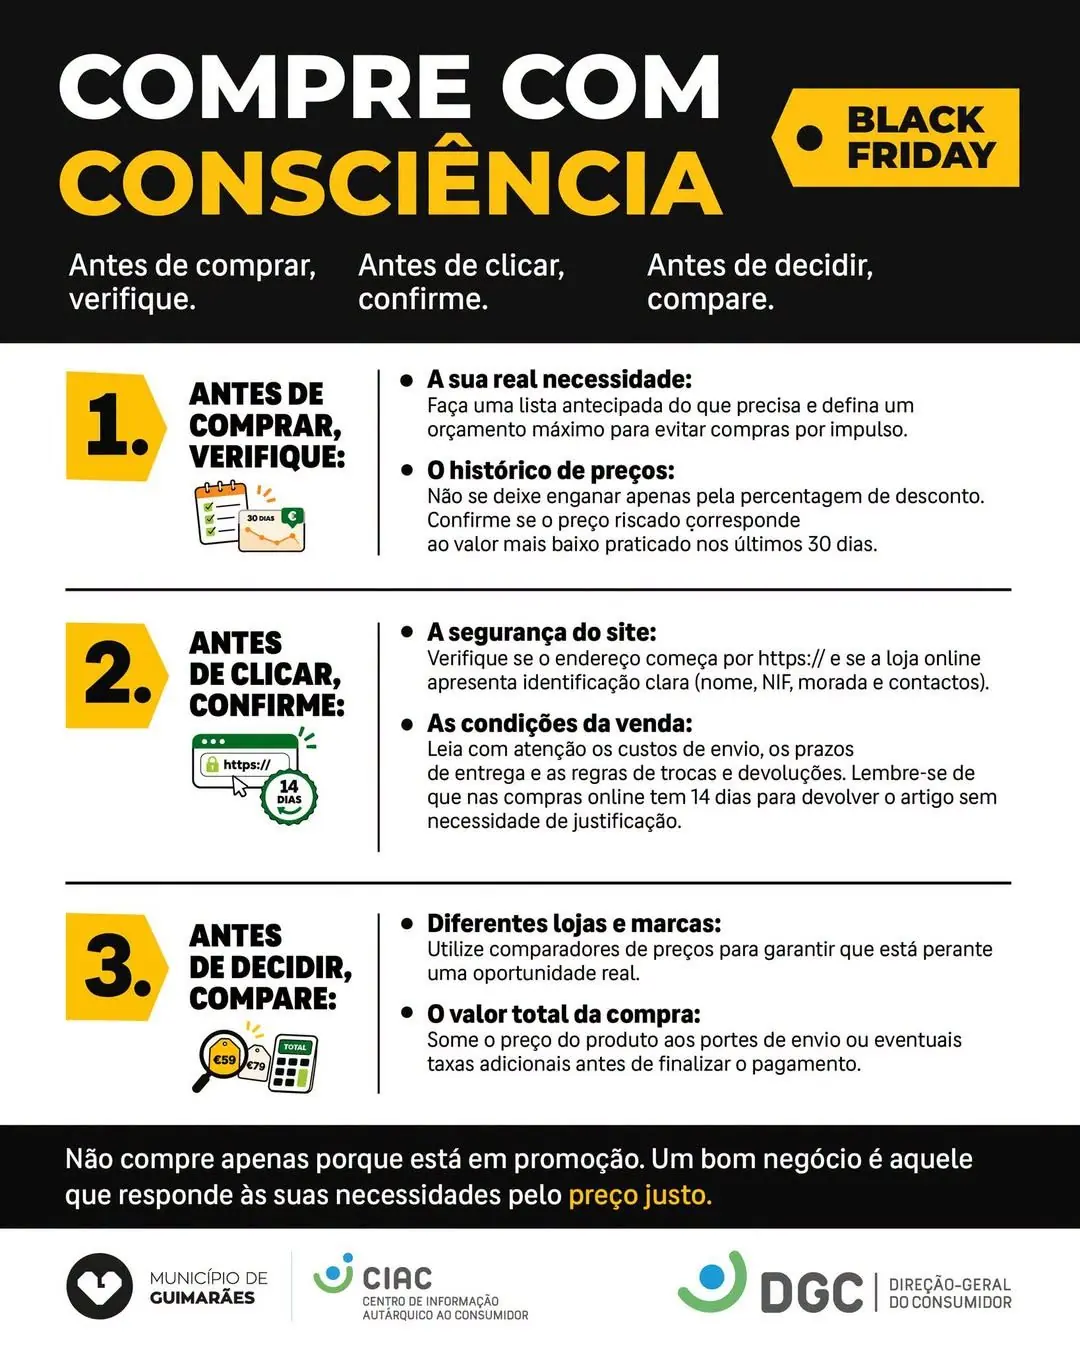 COMPRE COM
CONSCIÊNCIA
BLACK
FRIDAY
Antes de comprar,
verifique.
Antes de clicar,
confirme.
Antes de decidir,
compare.
1.
ANTES DE
COMPRAR,
VERIFIQUE:
30 DIAS
€
• A sua real necessidade:
Faça uma lista antecipada do que precisa e defina um
orçamento máximo para evitar compras por impulso.
• O histórico de preços:
Não se deixe enganar apenas pela percentagem de desconto.
Confirme se o preço riscado çorresponde
ao valor mais baixo praticado nos últimos 30 dias.
2.
ANTES
DE CLICAR,
CONFIRME:
https://
14
DIAS
• A segurança do site:
Verifique se o endereço começa por https:// e se a loja online
apresenta identificação clara (nome, NIF, morada e contactos).
• As condições da venda:
Leia com atenção os custos de envio, os prazos
de entrega e as regras de trocas e devoluções. Lembre-se de
que nas compras online tem 14 dias para devolver o artigo sem
necessidade de justificação.
3.
ANTES
DE DECIDIR,
COMPARE:
€59
€79
TOTAL
• Diferentes lojas e marcas:
Utilize comparadores de preços para garantir que está perante
uma oportunidade real.
• O valor total da compra:
Some o preço do produto aos portes de envio ou eventuais
taxas adicionais antes de finalizar o pagamento.
Não compre apenas porque está em promoção. Um bom negócio é aquele
que responde às suas necessidades pelo preço justo.
MUNICÍPIO DE
GUIMARÃES
CIAC
CENTRO DE INFORMAÇÃO
AUTÁRQUICO AO CONSUMIDOR
DGC
DIREÇÃO-GERAL
DO CONSUMIDOR